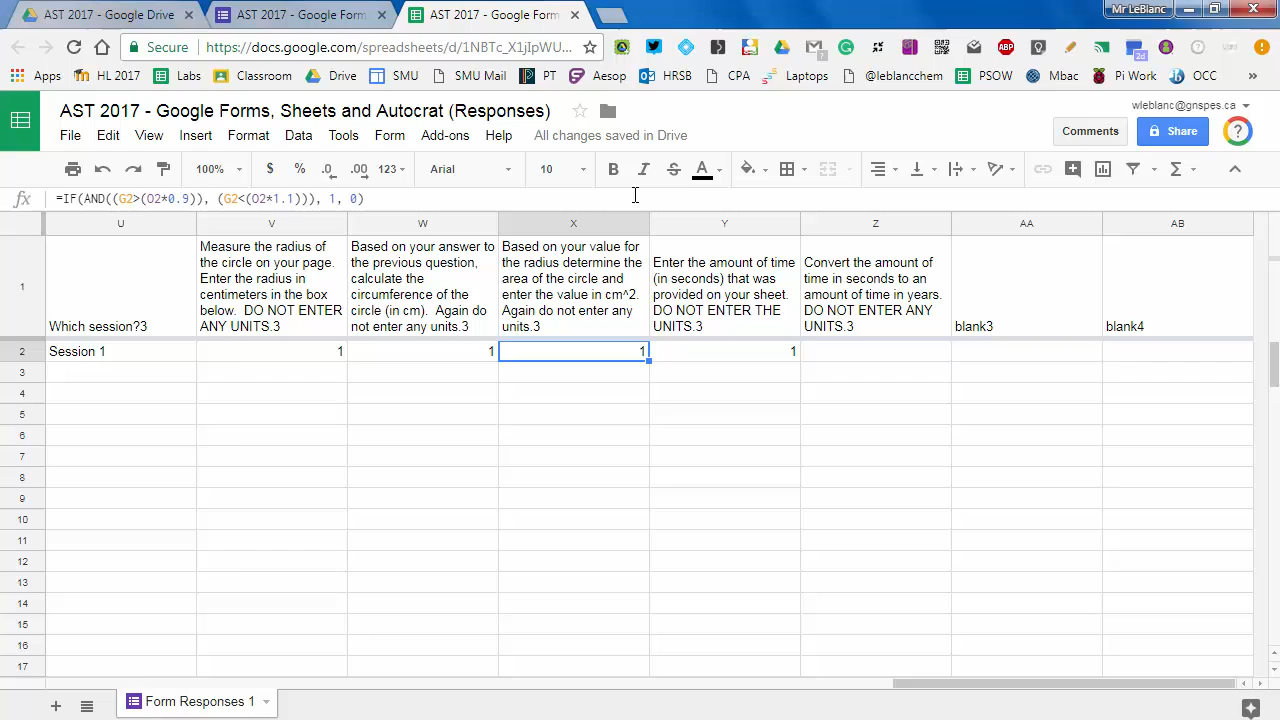 AST 2017 - Google Drive
AST 2017 - Google Form
AST 2017 - Google Form
Mr LeBlanc
Secure
https://docs.google.com/spreadsheets/d/1NBTc_X1jIpWU...
Apps
HL 2017
Labs
Classroom
Drive
SMU
SMU Mail
PT
Aesop
HRSB
CPA
Laptops
@leblancchem
PSOW
Mbac
Pi Work
OCC
»
AST 2017 - Google Forms, Sheets and Autocrat (Responses)
wleblanc@gnspes.ca
File Edit View Insert Format Data Tools Form Add-ons Help All changes saved in Drive
Comments
Share
100% $ % .0 .00 123 Arial 10 B I S A Σ
fx =IF(AND((G2>(O2*0.9)), (G2<(O2*1.1))), 1, 0)
U V W X Y Z AA AB
1
Which session?3
Measure the radius of
the circle on your page.
Enter the radius in
centimeters in the box
below. DO NOT ENTER
ANY UNITS.3
Based on your answer to
the previous question,
calculate the
circumference of the
circle (in cm). Again do
not enter any units.3
Based on your value for
the radius determine the
area of the circle and
enter the value in cm^2.
Again do not enter any
units.3
Enter the amount of time
(in seconds) that was
provided on your sheet.
DO NOT ENTER THE
UNITS.3
Convert the amount of
time in seconds to an
amount of time in years.
DO NOT ENTER ANY
UNITS.3
blank3
blank4
2 Session 1 1 1 1 1
3
4
5
6
7
8
9
10
11
12
13
14
15
16
17
Form Responses 1